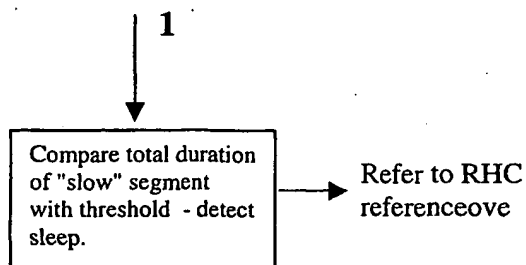 1
Compare total duration
of "slow" segment
with threshold - detect
sleep.
Refer to RHC
referenceove